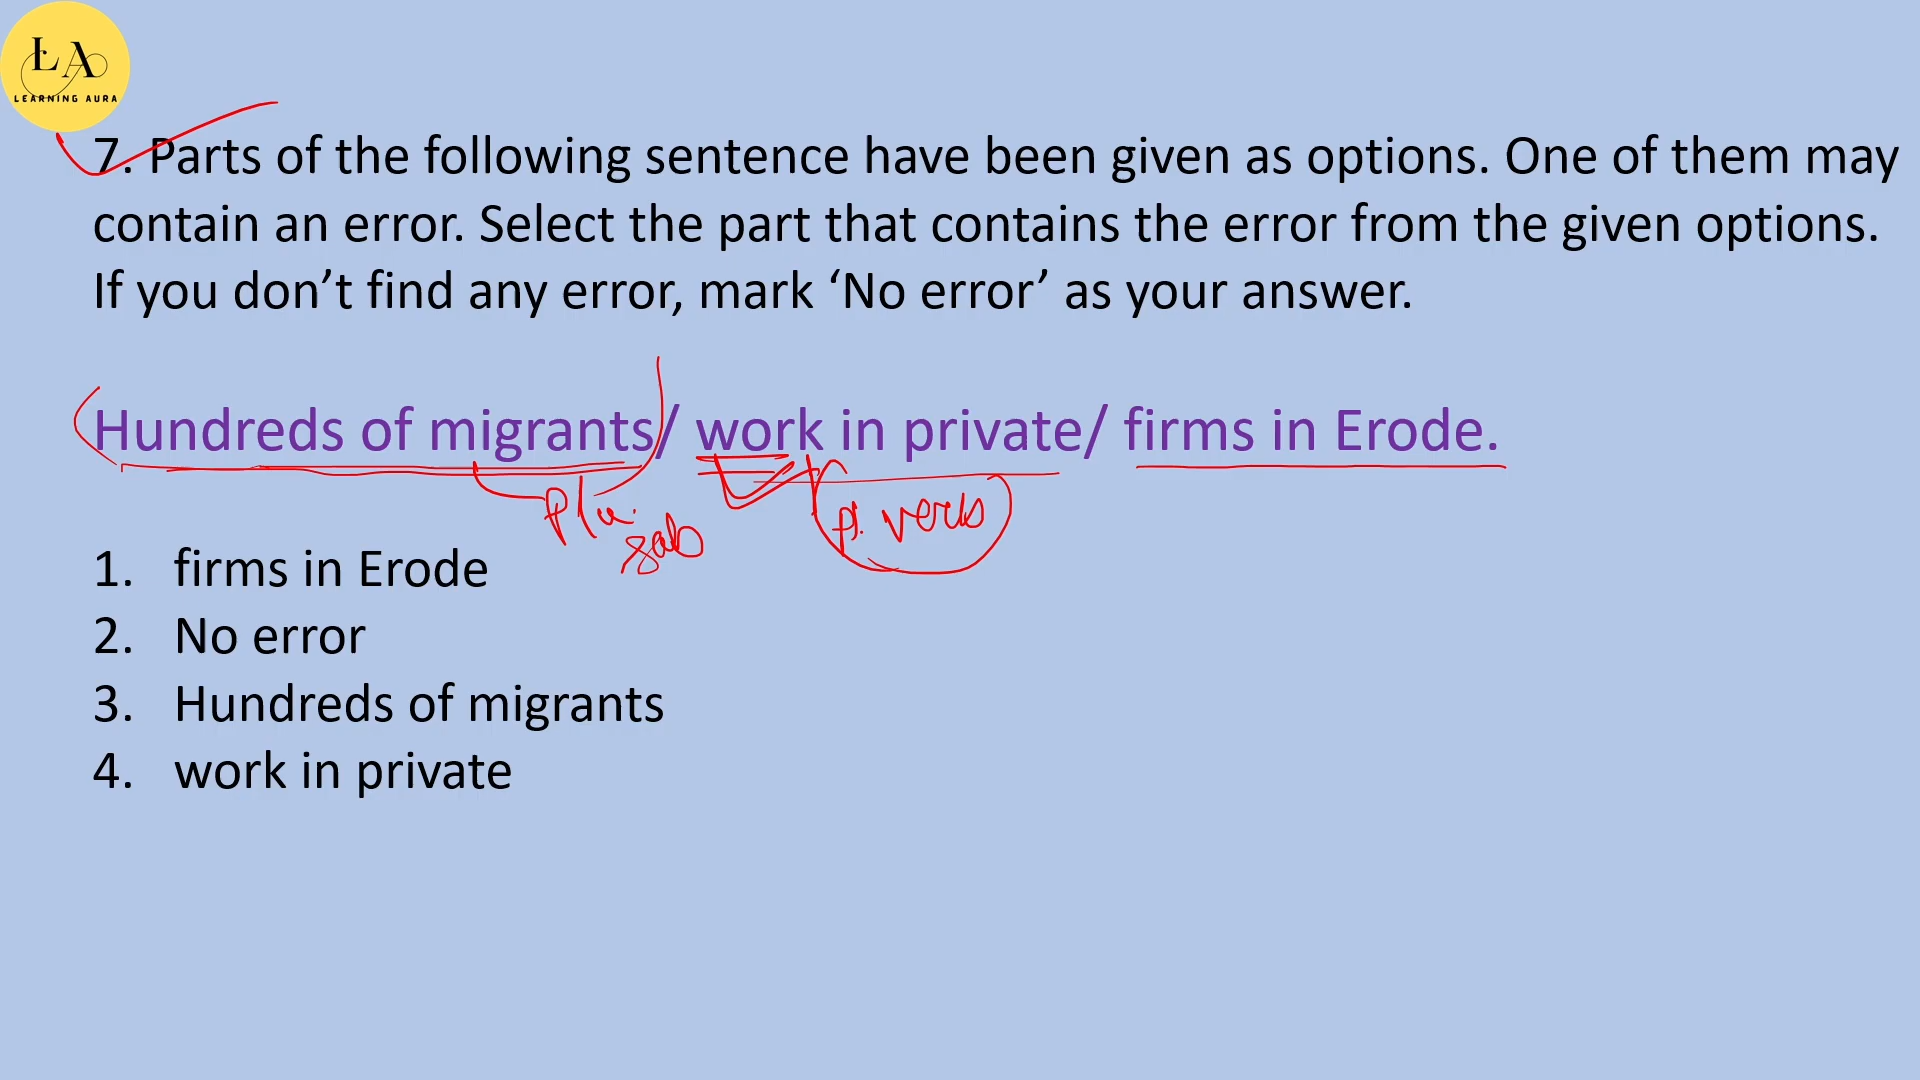 LA
LEARNING AURA
7. Parts of the following sentence have been given as options. One of them may
contain an error. Select the part that contains the error from the given options.
If you don’t find any error, mark ‘No error’ as your answer.
Hundreds of migrants/ work in private/ firms in Erode.
plu. sub
p. verb
1. firms in Erode
2. No error
3. Hundreds of migrants
4. work in private